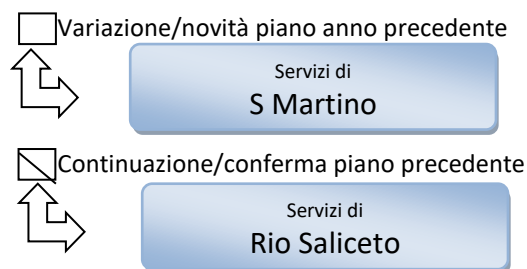 Variazione/novità piano anno precedente
Servizi di
S Martino
Continuazione/conferma piano precedente
Servizi di
Rio Saliceto